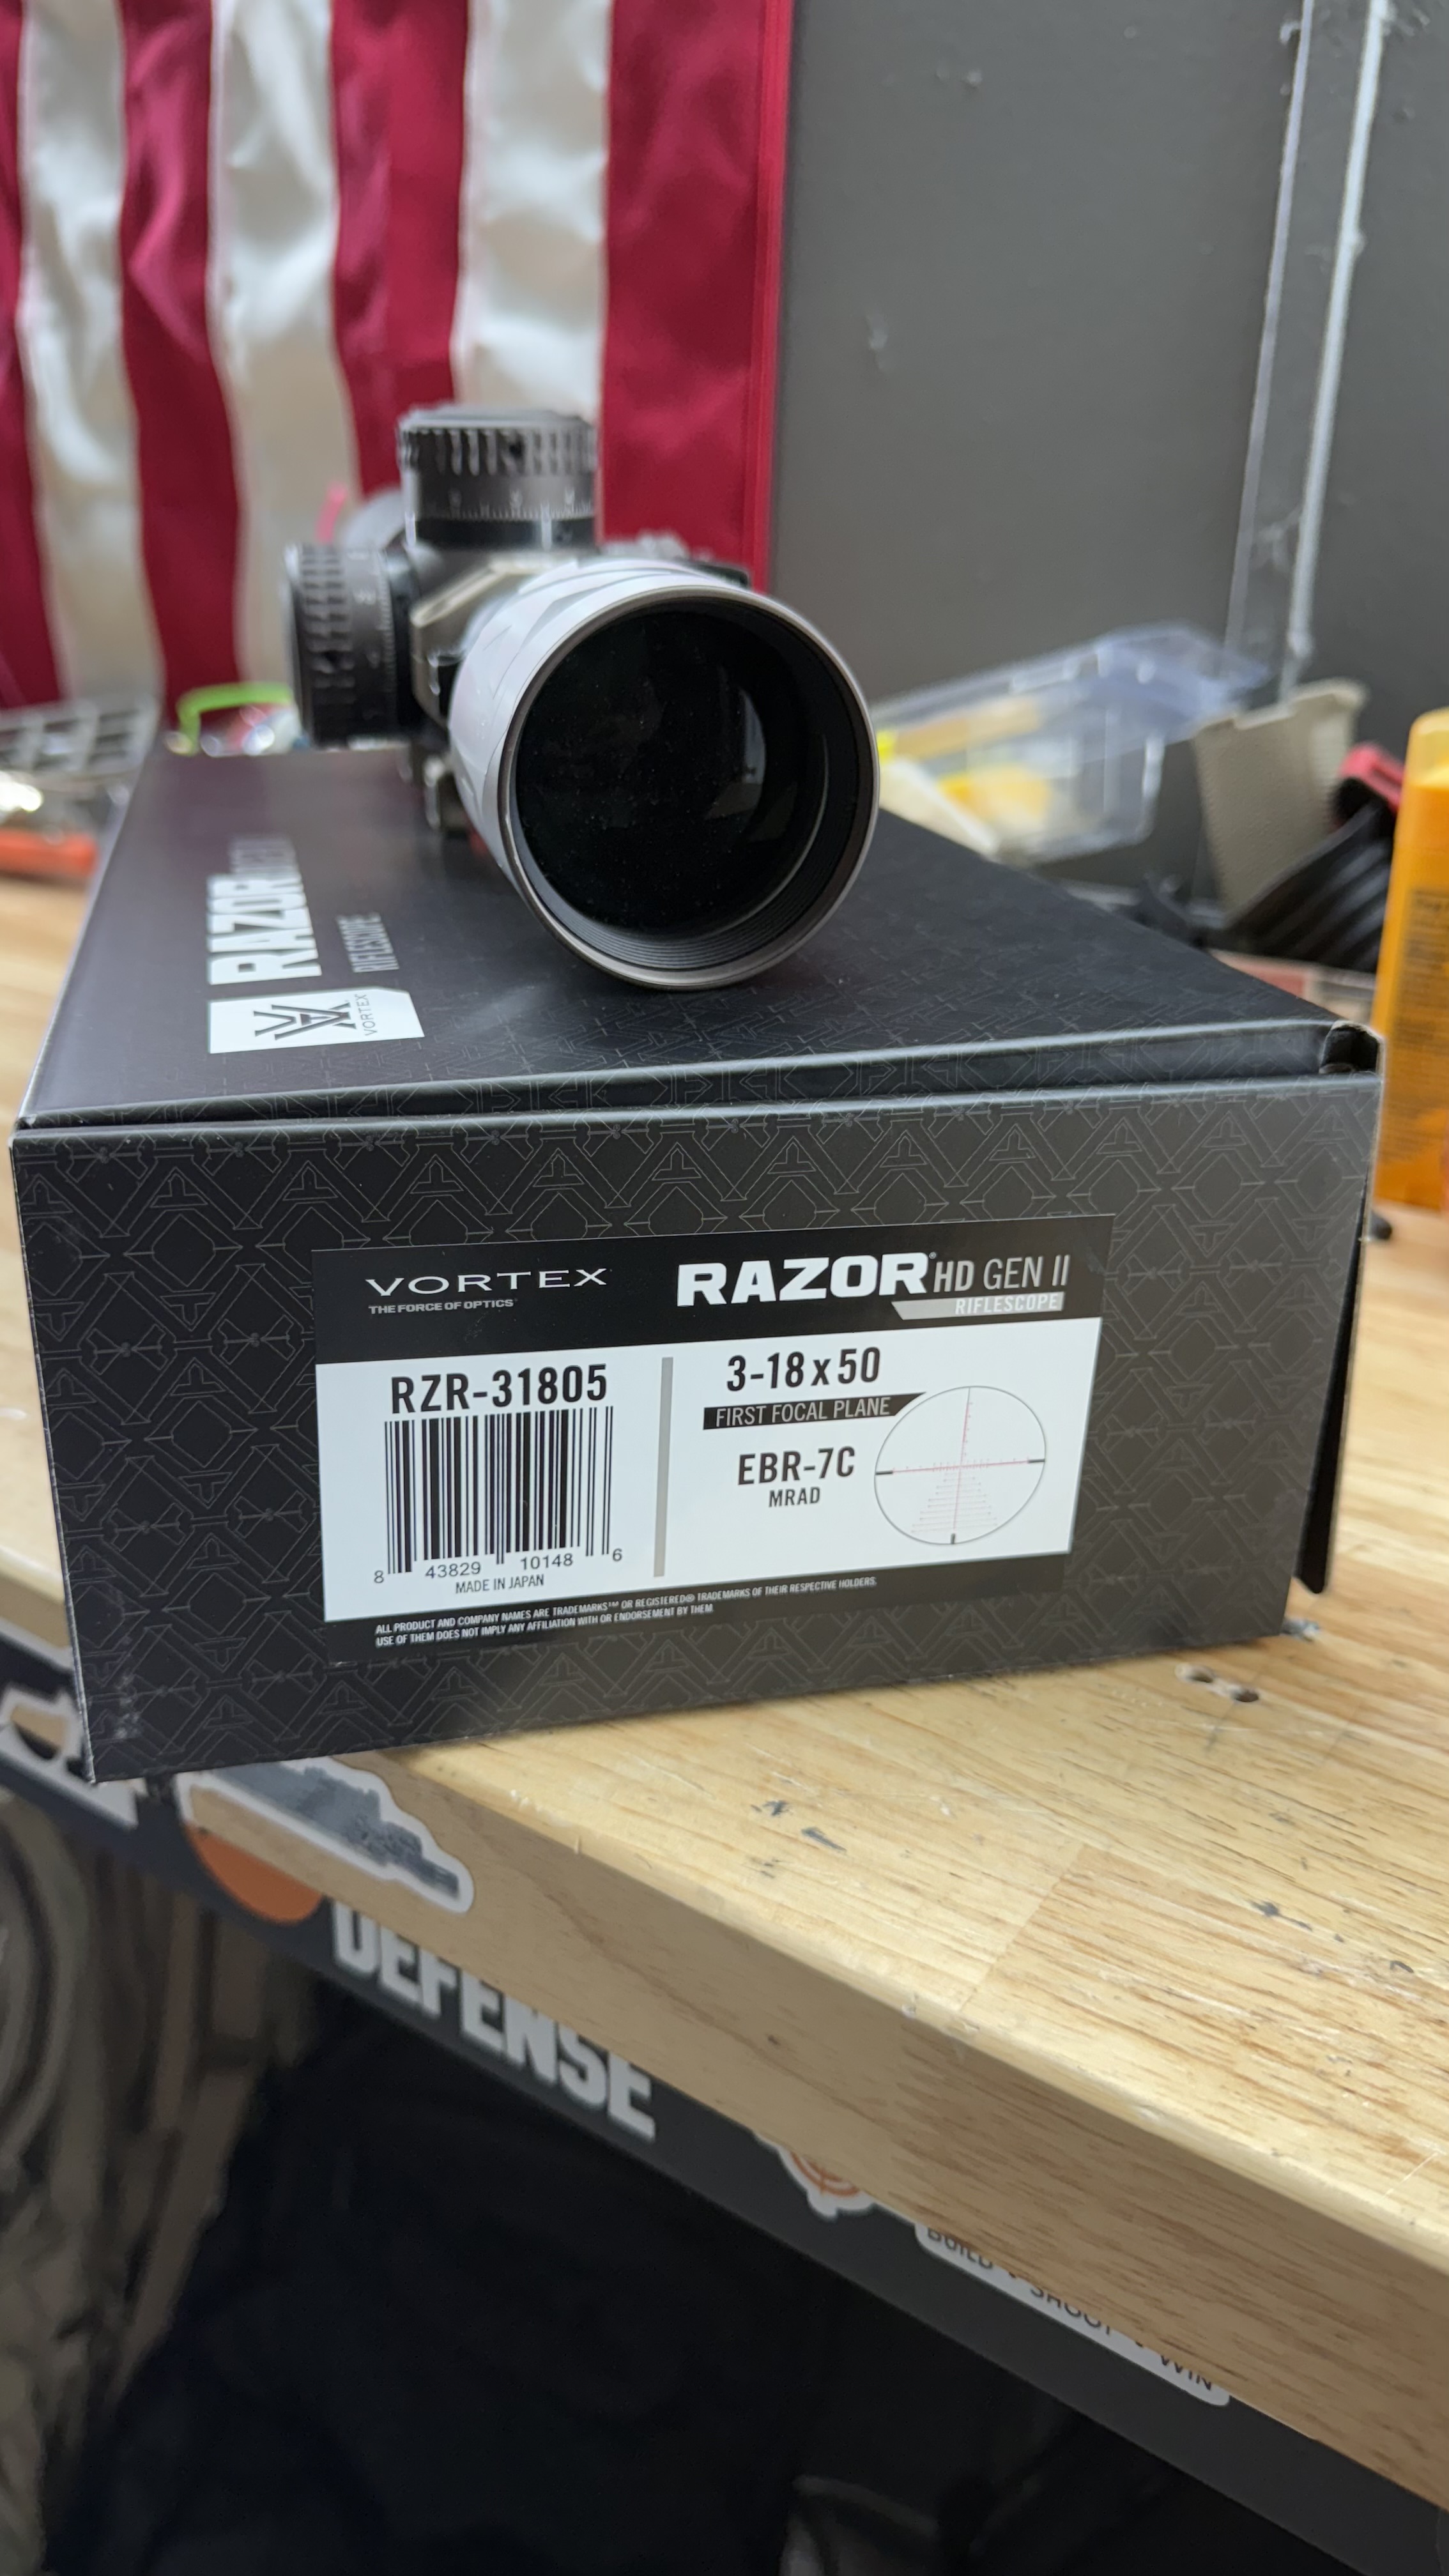 RAZOR
RIFLESCOPE
VORTEX
VORTEX
THE FORCE OF OPTICS
RAZOR® HD GEN II
RIFLESCOPE
RZR-31805
8 43829 10148 6
MADE IN JAPAN
3-18x50
FIRST FOCAL PLANE
EBR-7C
MRAD
ALL PRODUCT AND COMPANY NAMES ARE TRADEMARKS™ OR REGISTERED® TRADEMARKS OF THEIR RESPECTIVE HOLDERS.
USE OF THEM DOES NOT IMPLY ANY AFFILIATION WITH OR ENDORSEMENT BY THEM.
DEFENSE
BUILD • SHOOT • WIN